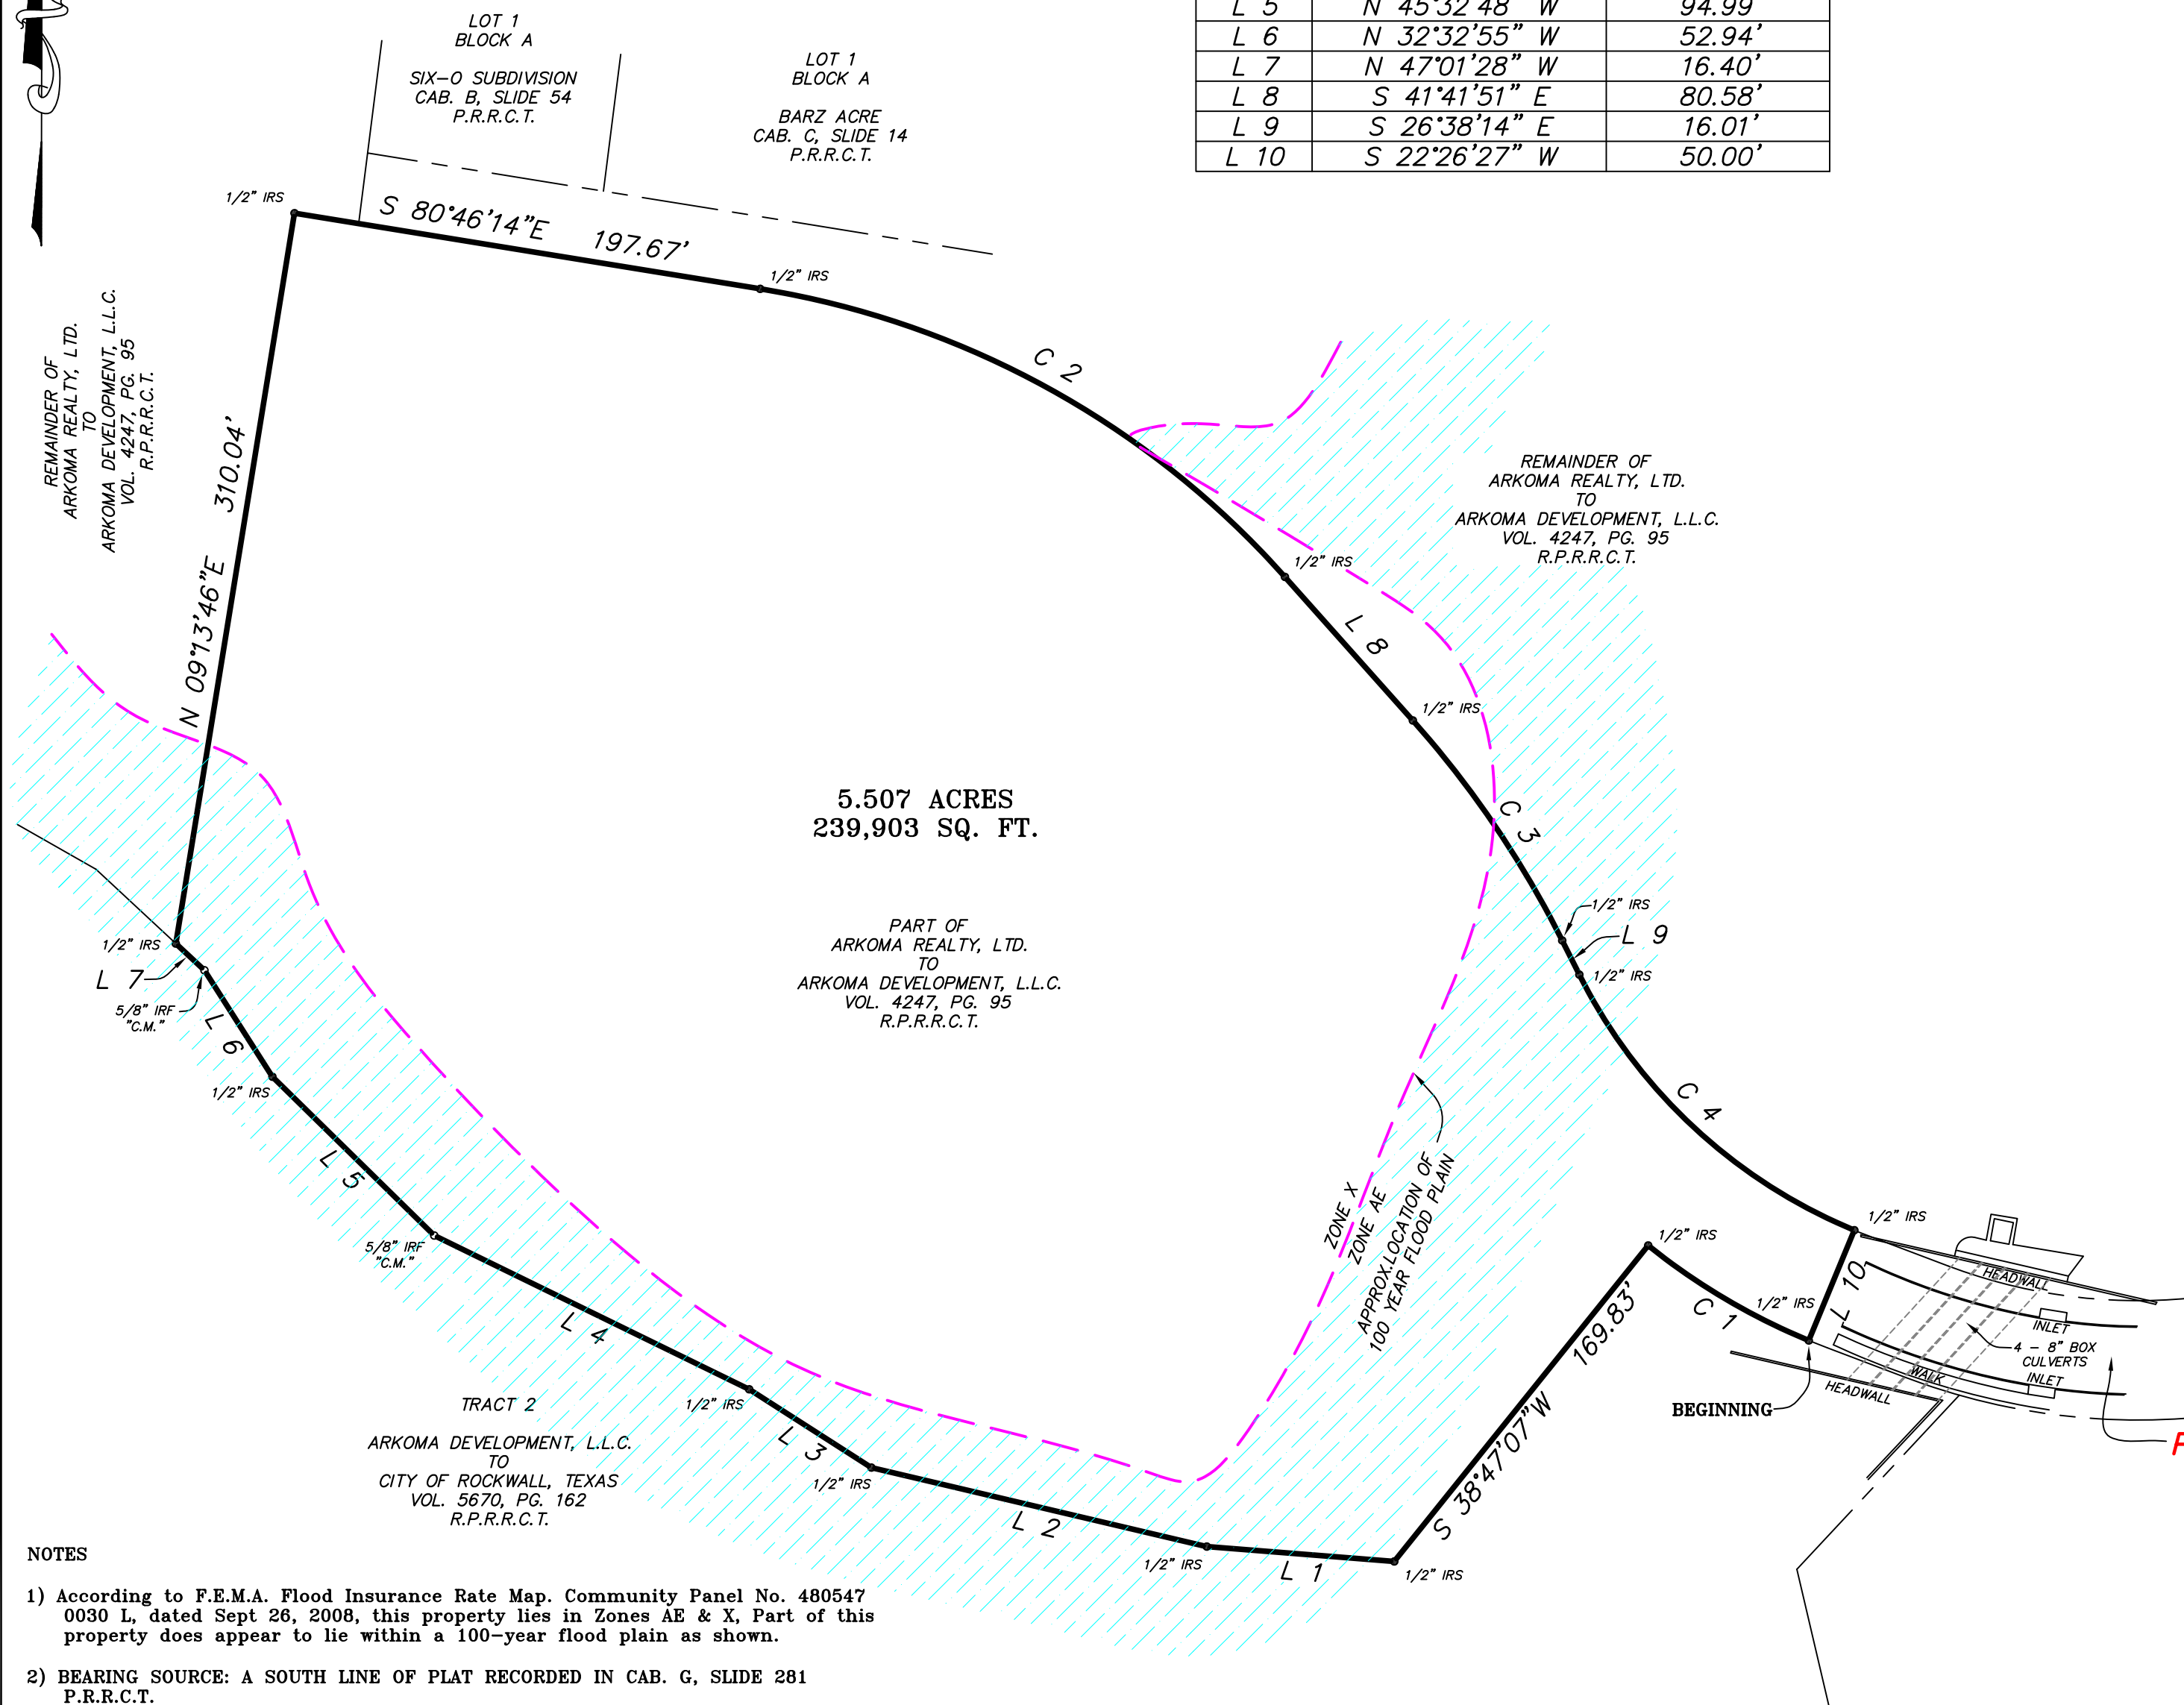 L 5 N 45°32'48" W 94.99'
L 6 N 32°32'55" W 52.94'
L 7 N 47°01'28" W 16.40'
L 8 S 41°41'51" E 80.58'
L 9 S 26°38'14" E 16.01'
L 10 S 22°26'27" W 50.00'
LOT 1
BLOCK A
SIX-O SUBDIVISION
CAB. B, SLIDE 54
P.R.R.C.T.
LOT 1
BLOCK A
BARZ ACRE
CAB. C, SLIDE 14
P.R.R.C.T.
1/2" IRS
S 80°46'14"E 197.67'
1/2" IRS
REMAINDER OF
ARKOMA REALTY, LTD.
TO
ARKOMA DEVELOPMENT, L.L.C.
VOL. 4247, PG. 95
R.P.R.R.C.T.
N 09°13'46"E 310.04'
C 2
REMAINDER OF
ARKOMA REALTY, LTD.
TO
ARKOMA DEVELOPMENT, L.L.C.
VOL. 4247, PG. 95
R.P.R.R.C.T.
1/2" IRS
L 8
1/2" IRS
5.507 ACRES
239,903 SQ. FT.
C 3
PART OF
ARKOMA REALTY, LTD.
TO
ARKOMA DEVELOPMENT, L.L.C.
VOL. 4247, PG. 95
R.P.R.R.C.T.
1/2" IRS
L 9
1/2" IRS
1/2" IRS
L 7
5/8" IRF
"C.M."
L 6
1/2" IRS
L 5
5/8" IRF
"C.M."
C 4
ZONE X
ZONE AE
APPROX. LOCATION OF
100 YEAR FLOOD PLAIN
1/2" IRS
1/2" IRS
L 10
HEADWALL
C 1
1/2" IRS
INLET
4 - 8" BOX
CULVERTS
WALK
INLET
HEADWALL
BEGINNING
L 4
1/2" IRS
L 3
1/2" IRS
L 2
1/2" IRS
L 1
1/2" IRS
S 38°47'07"W 169.83'
TRACT 2
ARKOMA DEVELOPMENT, L.L.C.
TO
CITY OF ROCKWALL, TEXAS
VOL. 5670, PG. 162
R.P.R.R.C.T.
NOTES
1) According to F.E.M.A. Flood Insurance Rate Map. Community Panel No. 480547
0030 L, dated Sept 26, 2008, this property lies in Zones AE & X, Part of this
property does appear to lie within a 100-year flood plain as shown.
2) BEARING SOURCE: A SOUTH LINE OF PLAT RECORDED IN CAB. G, SLIDE 281
P.R.R.C.T.